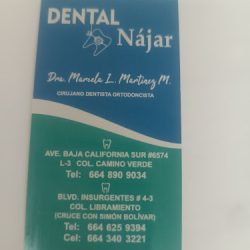 DENTAL
Nájar
Dra. Mamela L. Martínez M.
CIRUJANO DENTISTA ORTODONCISTA
AVE. BAJA CALIFORNIA SUR #6574
L-3 COL. CAMINO VERDE
Tel: 664 890 9034
BLVD. INSURGENTES # 4-3
COL. LIBRAMIENTO
(CRUCE CON SIMÓN BOLÍVAR)
Tel: 664 625 9394
Cel: 664 340 3221